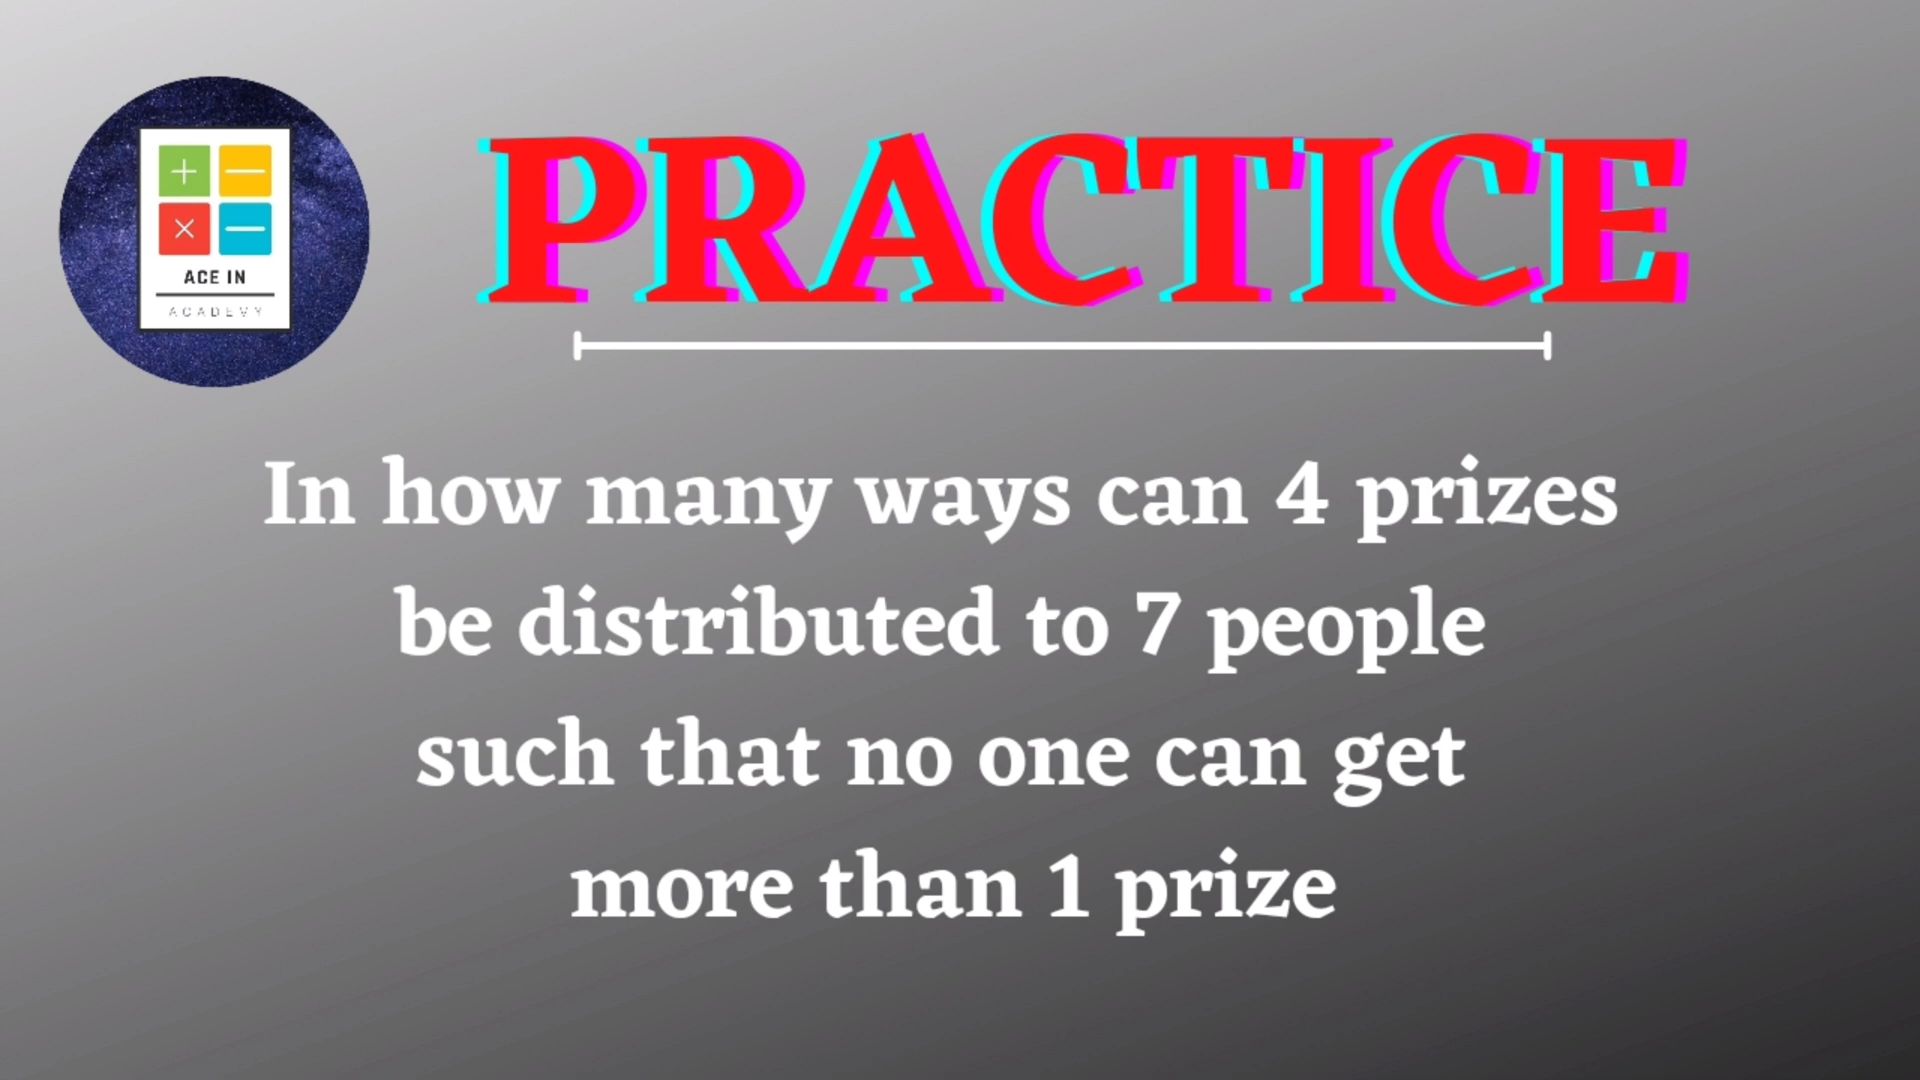 ACE IN
ACADEMY
PRACTICE
In how many ways can 4 prizes
be distributed to 7 people
such that no one can get
more than 1 prize